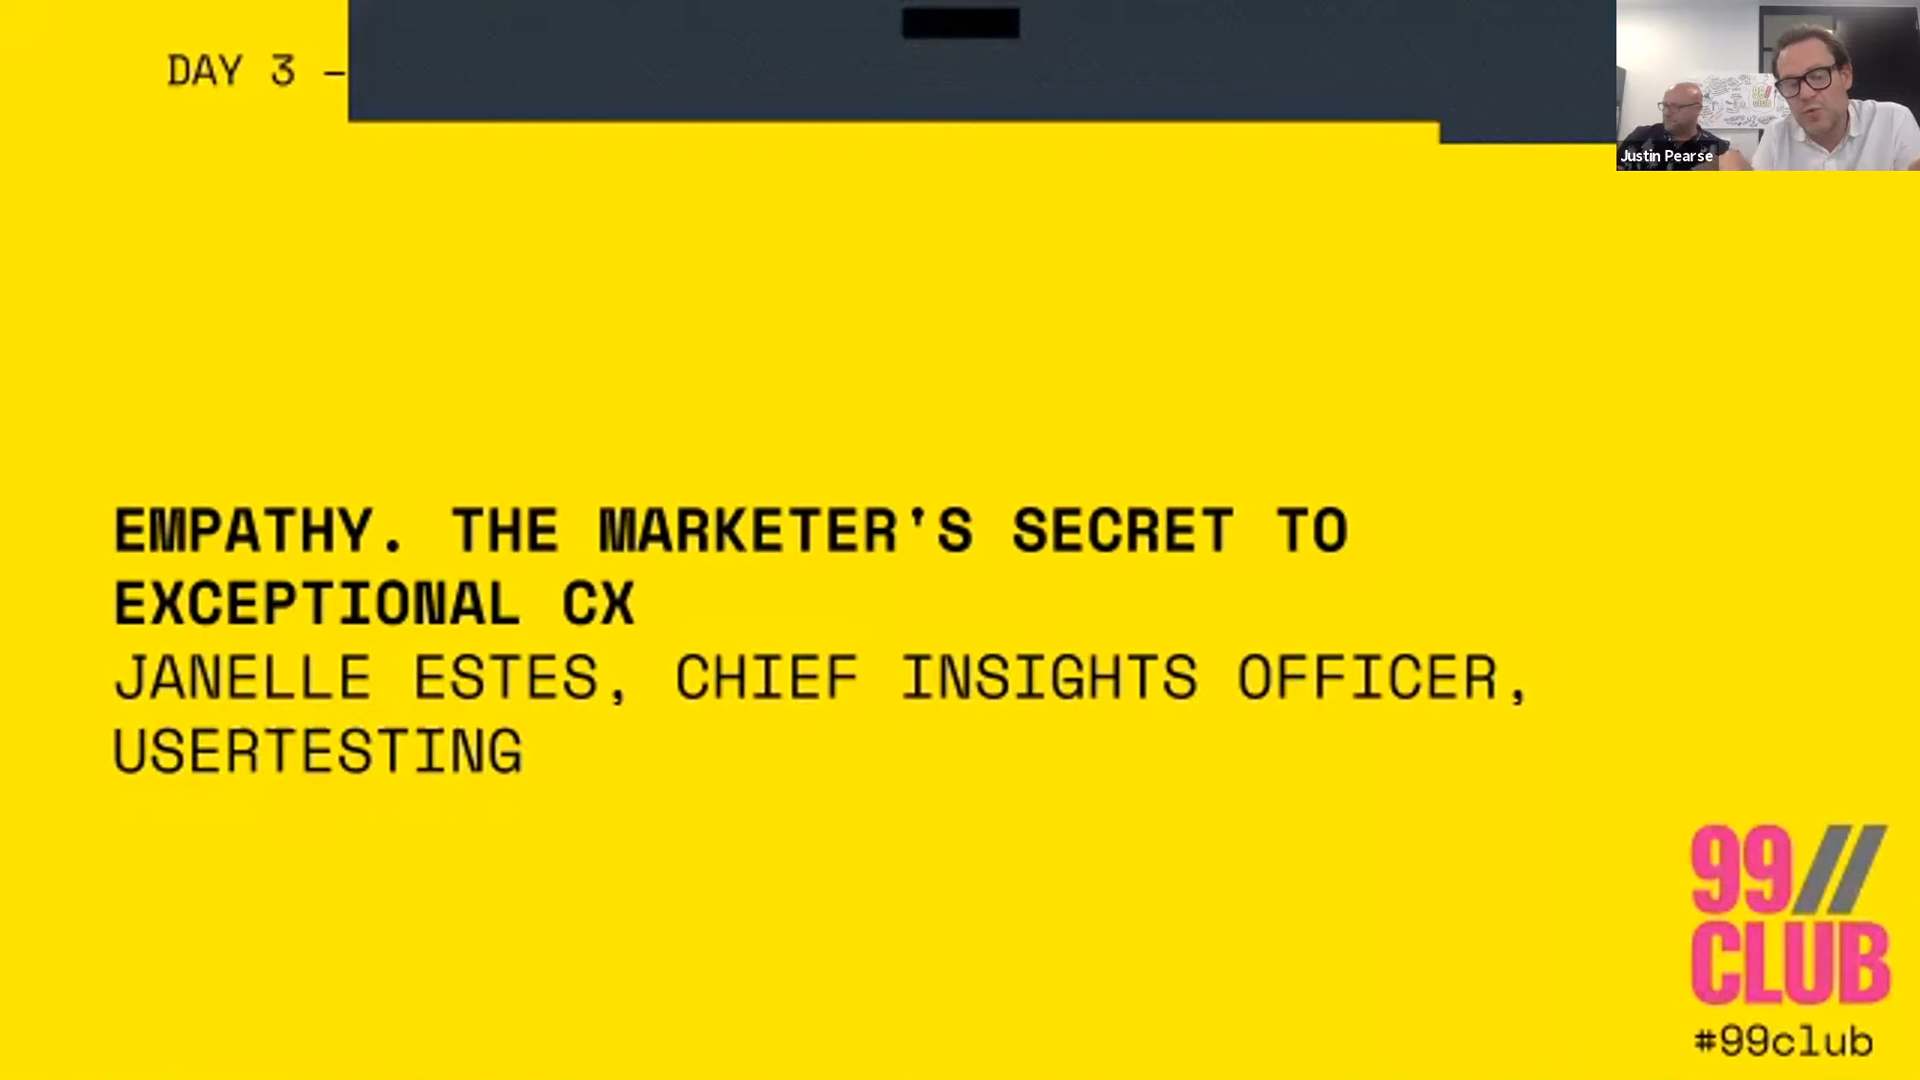 DAY 3 –
Justin Pearse
EMPATHY. THE MARKETER'S SECRET TO
EXCEPTIONAL CX
JANELLE ESTES, CHIEF INSIGHTS OFFICER,
USERTESTING
99//
CLUB
#99club